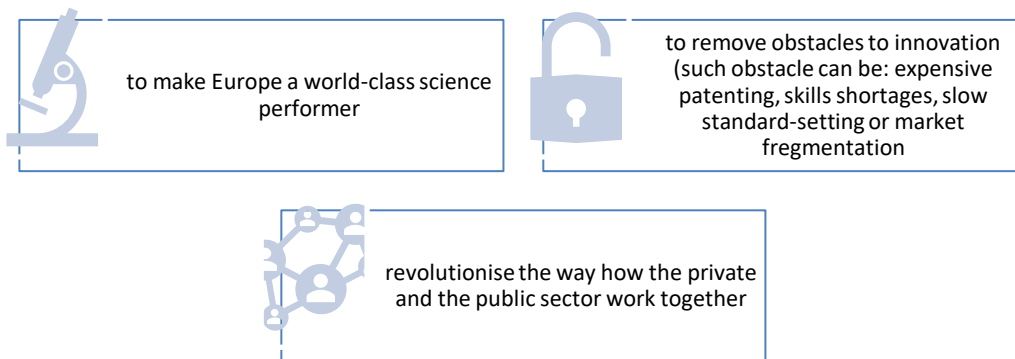 to make Europe a world-class science
performer
to remove obstacles to innovation
(such obstacle can be: expensive
patenting, skills shortages, slow
standard-setting or market
fregmentation
revolutionise the way how the private
and the public sector work together